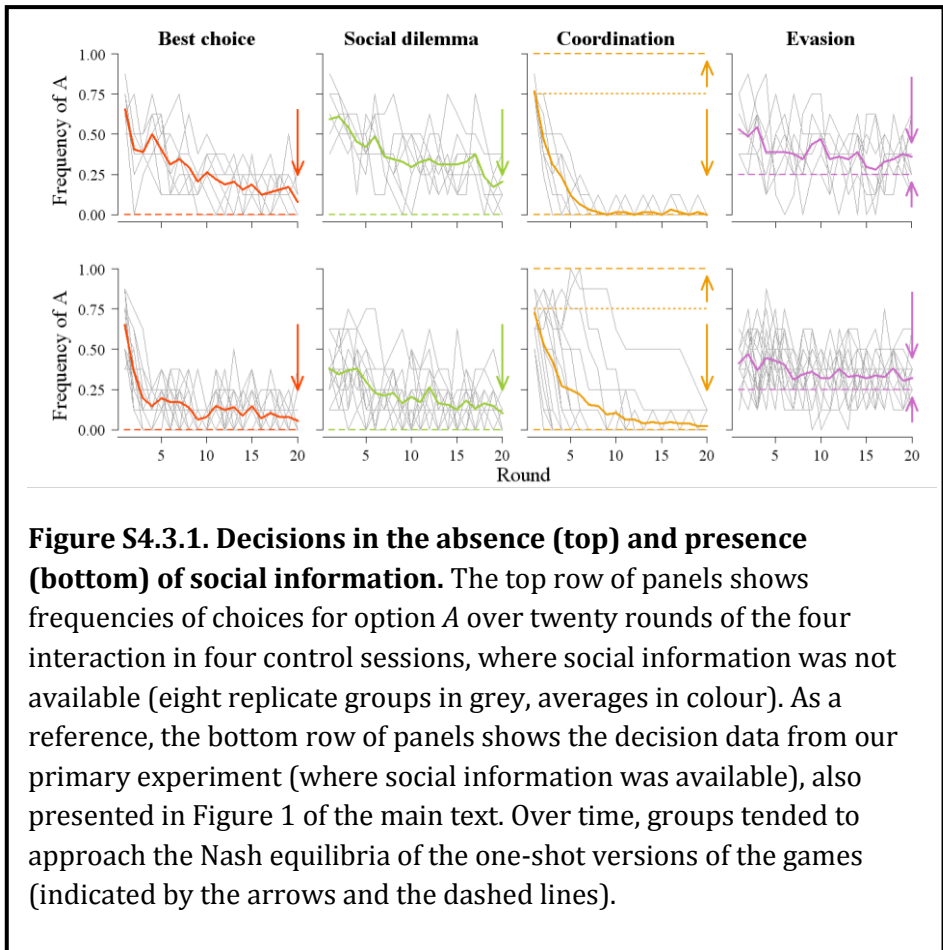 Best choice Social dilemma Coordination Evasion
Frequency of A
1.00
0.75
0.50
0.25
0.00
Frequency of A
1.00
0.75
0.50
0.25
0.00
5 10 15 20 5 10 15 20 5 10 15 20 5 10 15 20
Round
Figure S4.3.1. Decisions in the absence (top) and presence
(bottom) of social information. The top row of panels shows
frequencies of choices for option A over twenty rounds of the four
interaction in four control sessions, where social information was not
available (eight replicate groups in grey, averages in colour). As a
reference, the bottom row of panels shows the decision data from our
primary experiment (where social information was available), also
presented in Figure 1 of the main text. Over time, groups tended to
approach the Nash equilibria of the one-shot versions of the games
(indicated by the arrows and the dashed lines).